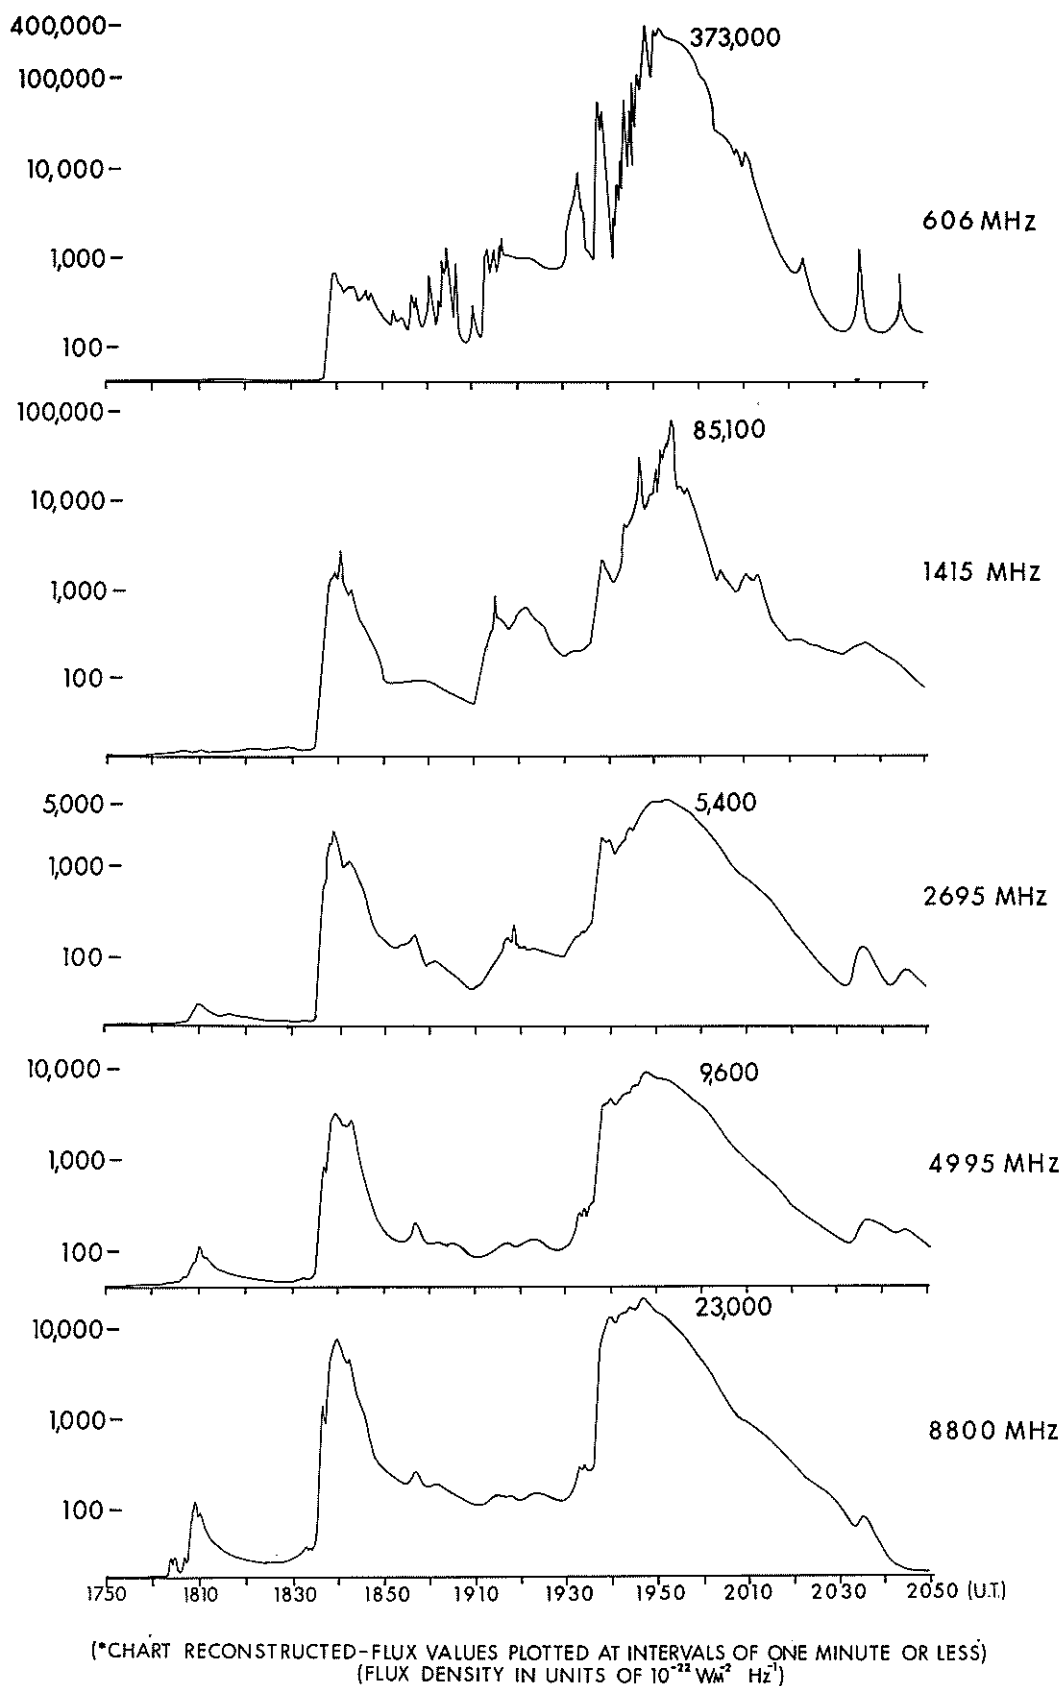 400,000
373,000
100,000
10,000
606 MHz
1,000
100
100,000
85,100
10,000
1415 MHz
1,000
100
5,000
5,400
1,000
2695 MHz
100
10,000
9,600
1,000
4995 MHz
100
23,000
10,000
1,000
8800 MHz
100
1750 1810 1830 1850 1910 1930 1950 2010 2030 2050 (U.T.)
(*CHART RECONSTRUCTED-FLUX VALUES PLOTTED AT INTERVALS OF ONE MINUTE OR LESS)
(FLUX DENSITY IN UNITS OF 10⁻²² WM⁻² Hz⁻¹)